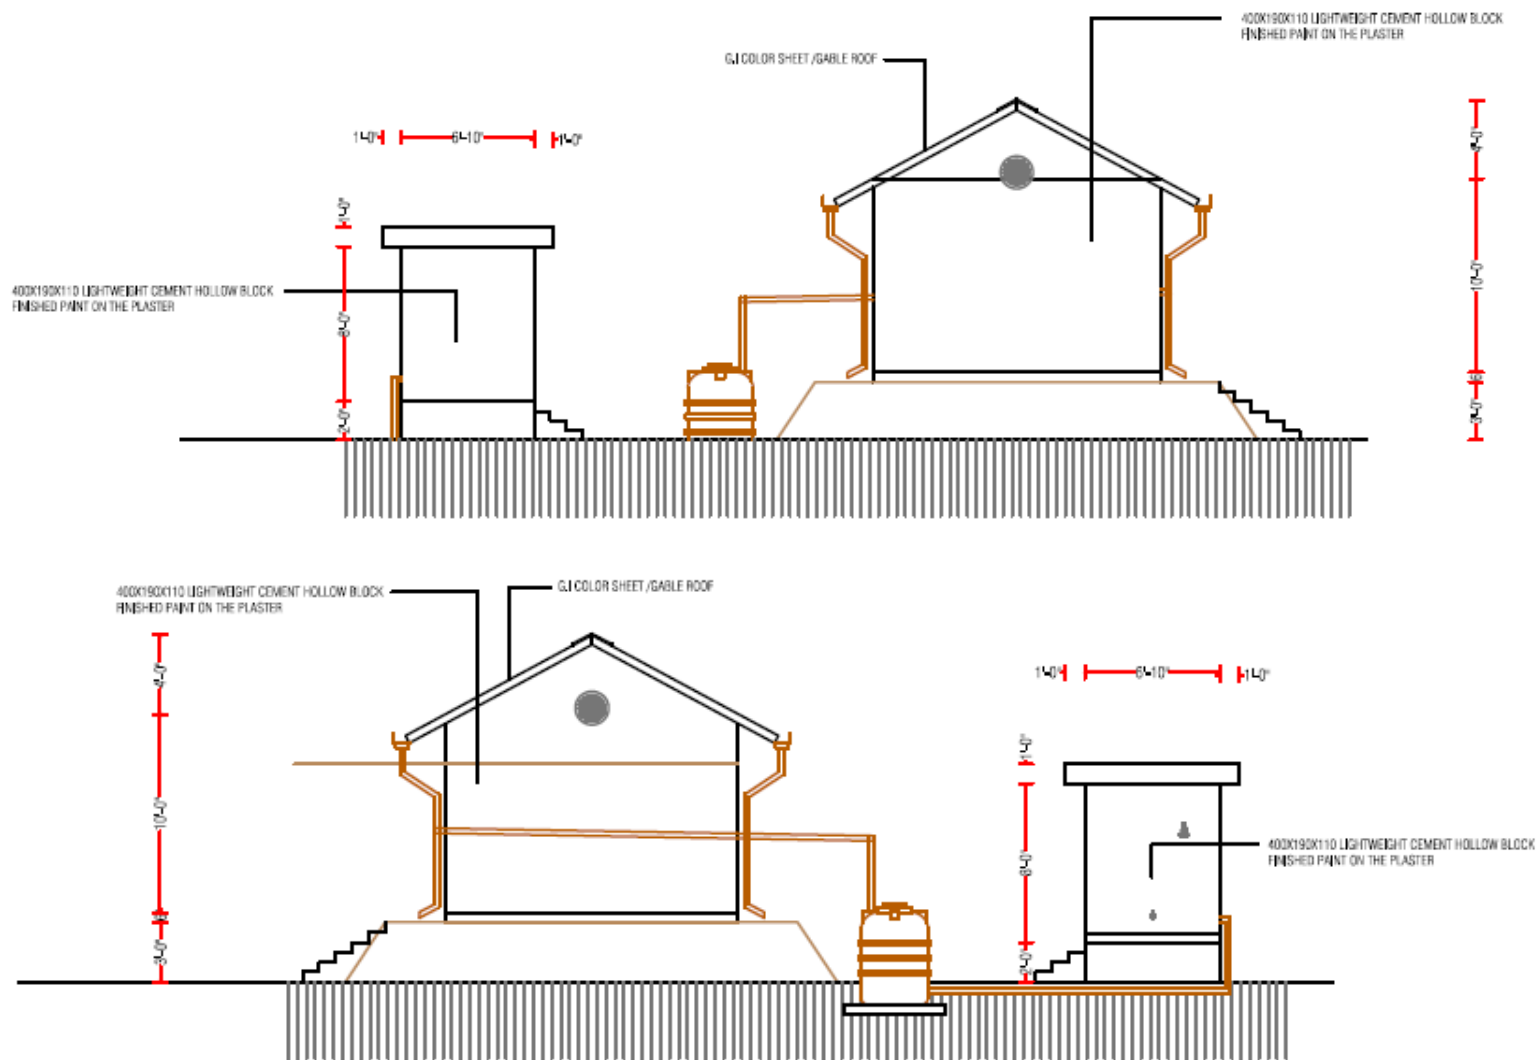 400X190X110 LIGHTWEIGHT CEMENT HOLLOW BLOCK
FINISHED PAINT ON THE PLASTER
G.I COLOR SHEET /GABLE ROOF
1'-0"
6'-10"
1'-0"
4'-0"
1'-0"
10'-0"
400X190X110 LIGHTWEIGHT CEMENT HOLLOW BLOCK
FINISHED PAINT ON THE PLASTER
8'-0"
2'-0"
3'-0"
400X190X110 LIGHTWEIGHT CEMENT HOLLOW BLOCK
FINISHED PAINT ON THE PLASTER
G.I COLOR SHEET /GABLE ROOF
4'-0"
1'-0"
6'-10"
1'-0"
1'-0"
10'-0"
8'-0"
400X190X110 LIGHTWEIGHT CEMENT HOLLOW BLOCK
FINISHED PAINT ON THE PLASTER
3'-0"
2'-0"